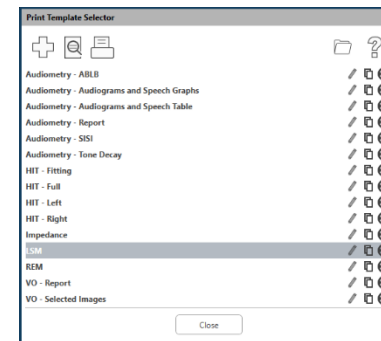 Print Template Selector
Audiometry - ABLB
Audiometry - Audiograms and Speech Graphs
Audiometry - Audiograms and Speech Table
Audiometry - Report
Audiometry - SISI
Audiometry - Tone Decay
HIT - Fitting
HIT - Full
HIT - Left
HIT - Right
Impedance
LSM
REM
VO - Report
VO - Selected Images
Close